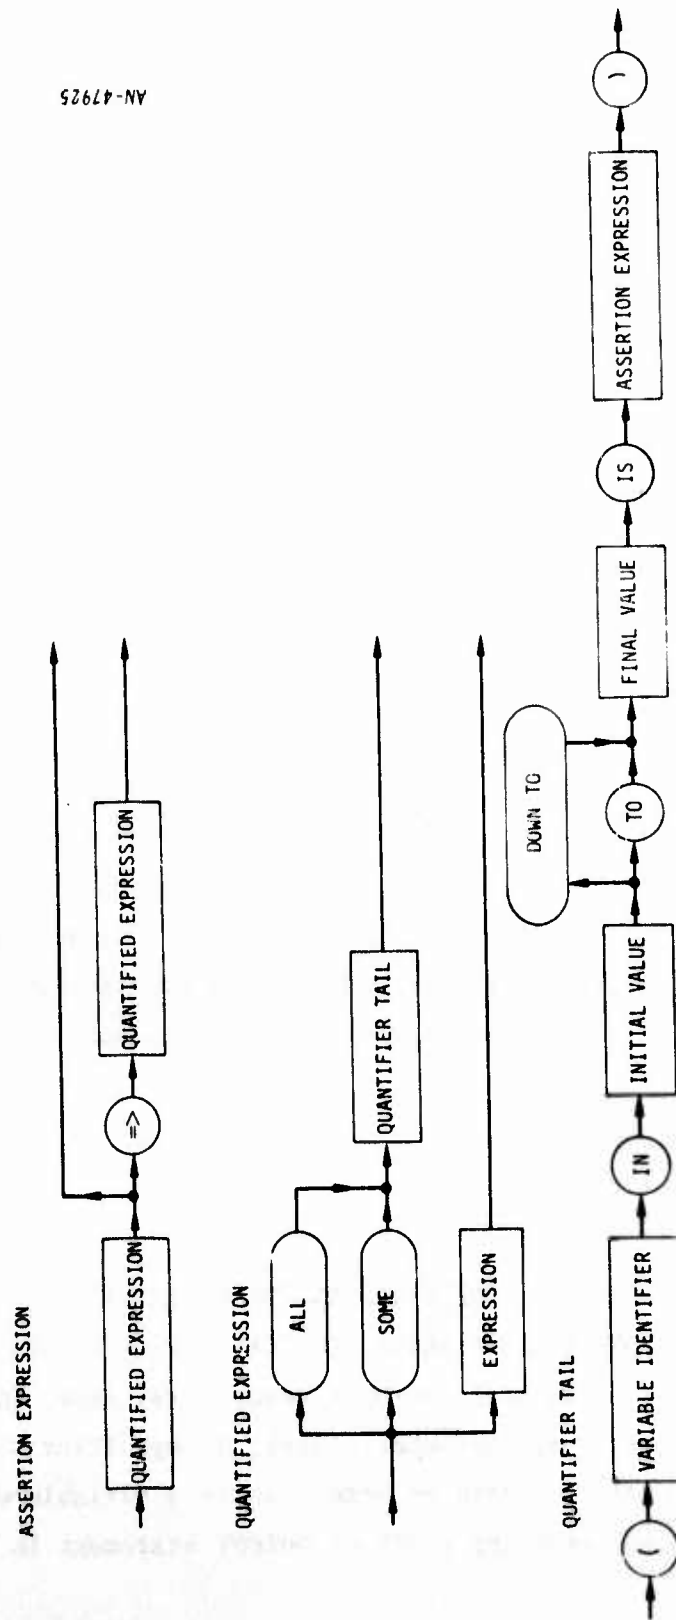 AN-47925
ASSERTION EXPRESSION
QUANTIFIED EXPRESSION
=>
QUANTIFIED EXPRESSION
QUANTIFIED EXPRESSION
ALL
SOME
QUANTIFIER TAIL
EXPRESSION
QUANTIFIER TAIL
(
VARIABLE IDENTIFIER
IN
INITIAL VALUE
DOWN TO
TO
FINAL VALUE
IS
ASSERTION EXPRESSION
)